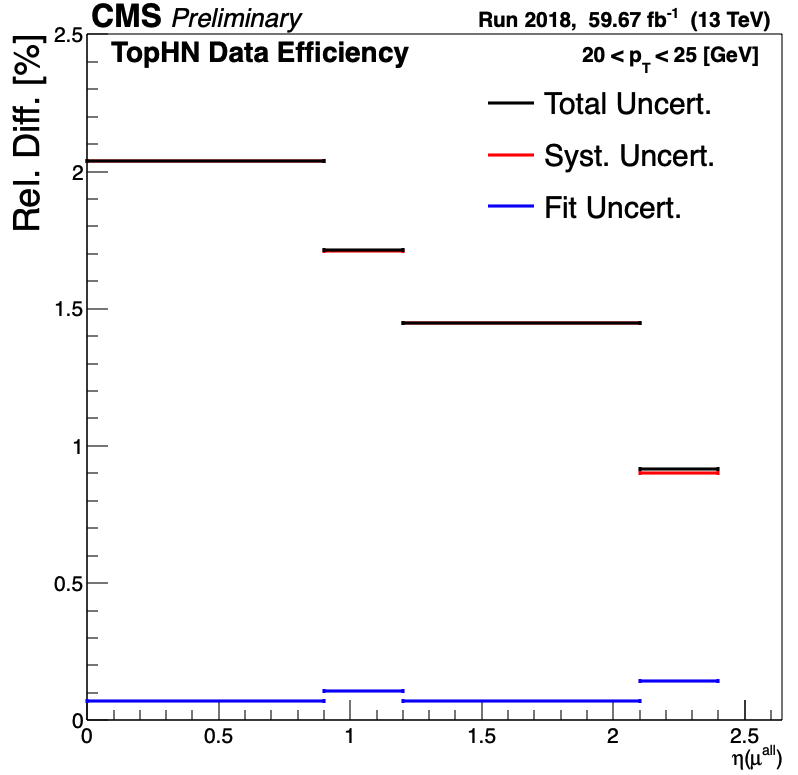 CMS Preliminary
Run 2018, 59.67 fb⁻¹ (13 TeV)
TopHN Data Efficiency
20 < p_T < 25 [GeV]
Total Uncert.
Syst. Uncert.
Fit Uncert.
Rel. Diff. [%]
2.5
2
1.5
1
0.5
0
0 0.5 1 1.5 2 2.5
η(μ^all)